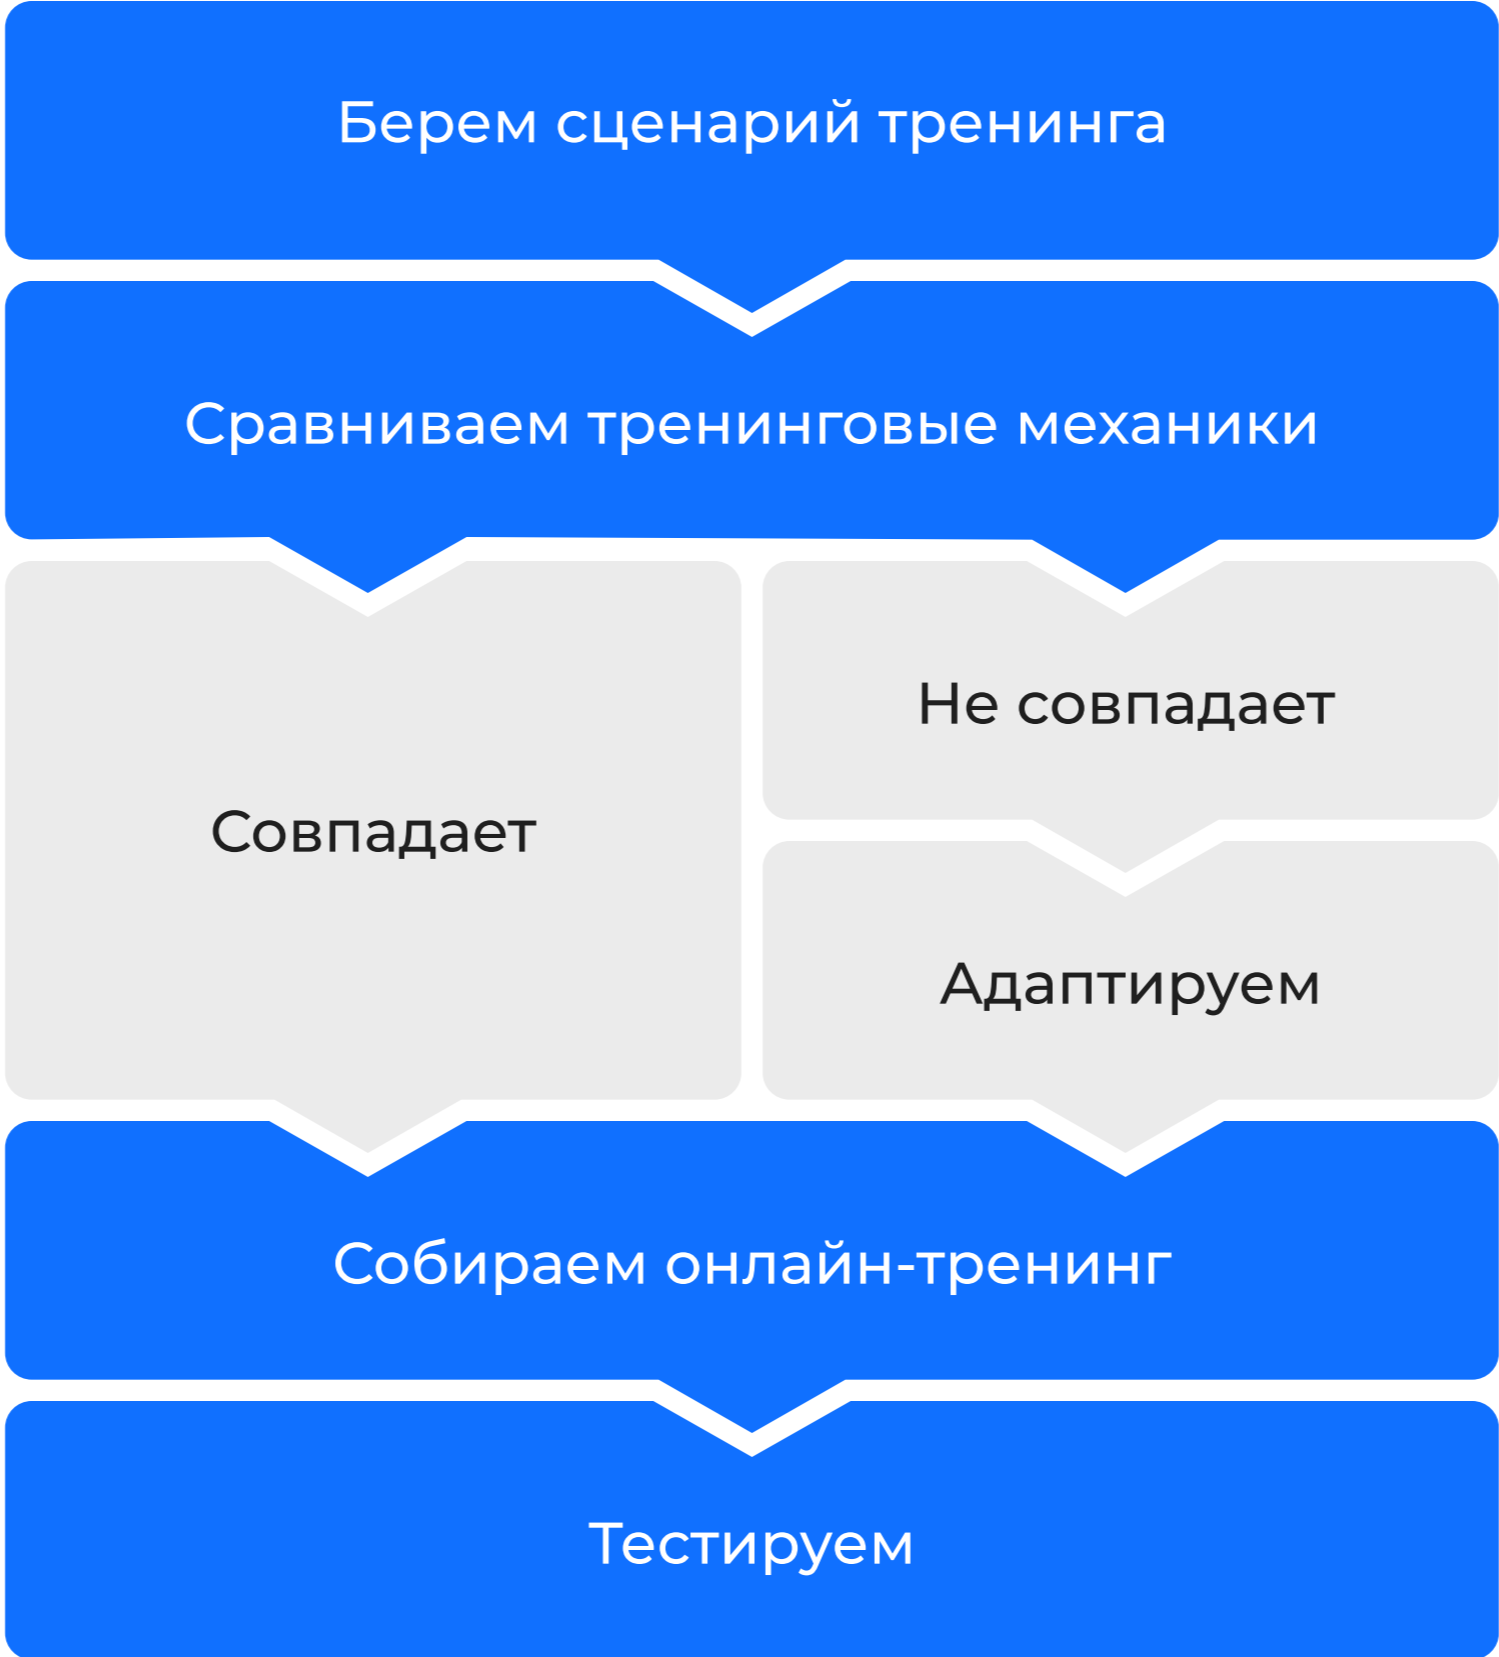 Берем сценарий тренинга
Сравниваем тренинговые механики
Совпадает
Не совпадает
Адаптируем
Собираем онлайн-тренинг
Тестируем